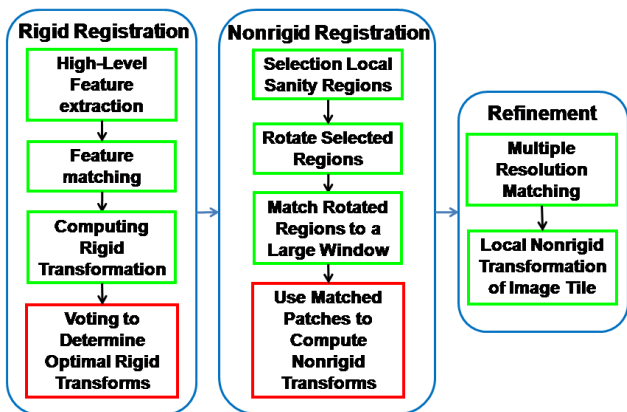 Rigid Registration
High-Level
Feature
extraction
Feature
matching
Computing
Rigid
Transformation
Voting to
Determine
Optimal Rigid
Transforms
Nonrigid Registration
Selection Local
Sanity Regions
Rotate Selected
Regions
Match Rotated
Regions to a
Large Window
Use Matched
Patches to
Compute
Nonrigid
Transforms
Refinement
Multiple
Resolution
Matching
Local Nonrigid
Transformation
of Image Tile